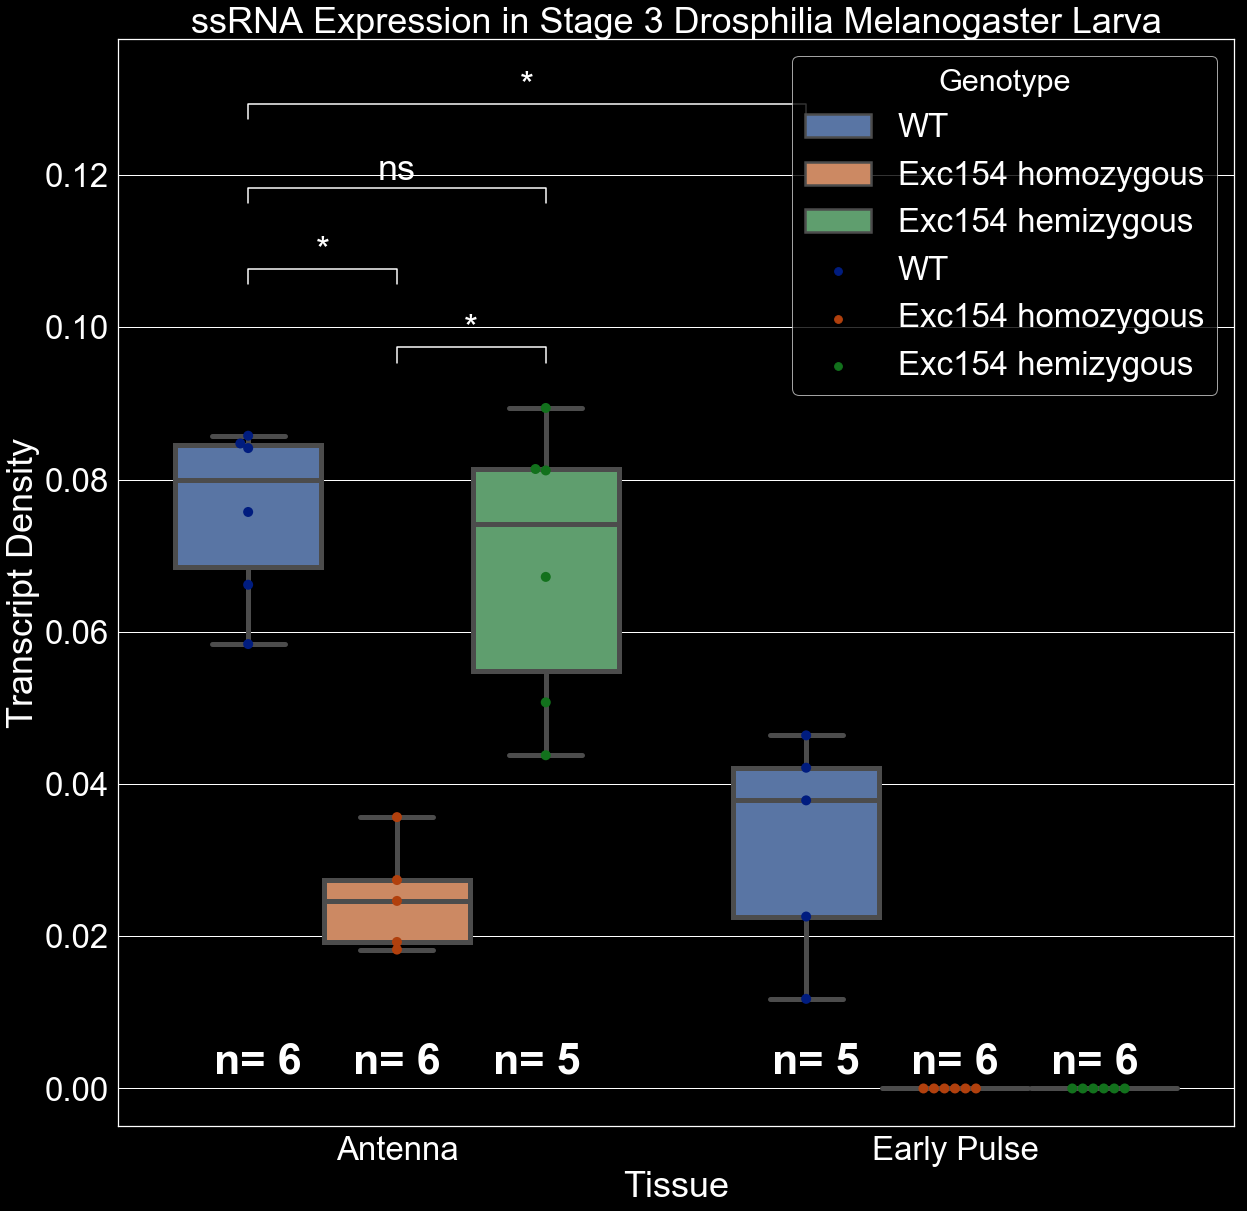 ssRNA Expression in Stage 3 Drosphilia Melanogaster Larva
*
ns
*
*
Genotype
WT
Exc154 homozygous
Exc154 hemizygous
WT
Exc154 homozygous
Exc154 hemizygous
Transcript Density
0.12
0.10
0.08
0.06
0.04
0.02
0.00
n= 6 n= 6 n= 5 n= 5 n= 6 n= 6
Antenna Early Pulse
Tissue